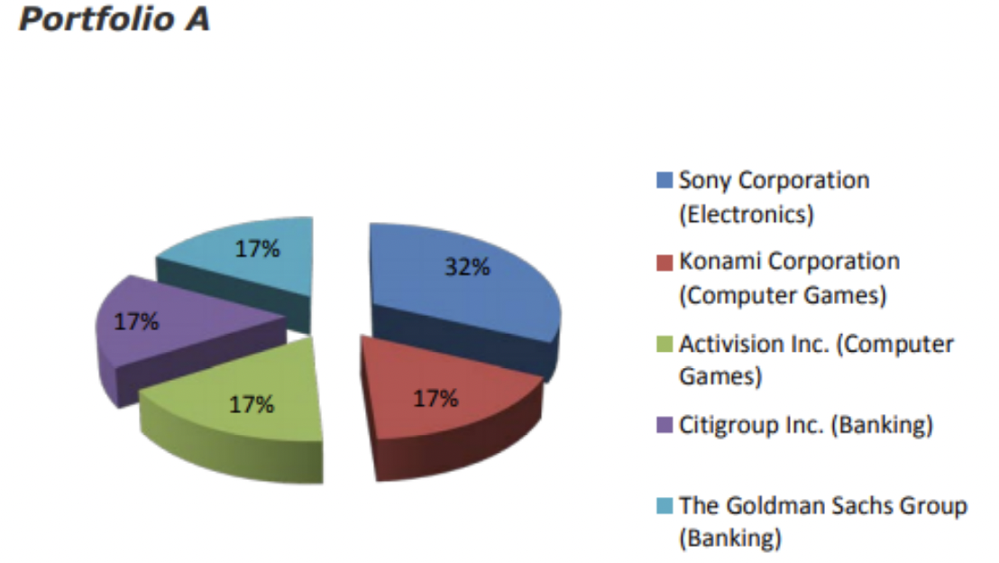 Portfolio A
17%
32%
17%
17%
17%
Sony Corporation
(Electronics)
Konami Corporation
(Computer Games)
Activision Inc. (Computer
Games)
Citigroup Inc. (Banking)
The Goldman Sachs Group
(Banking)